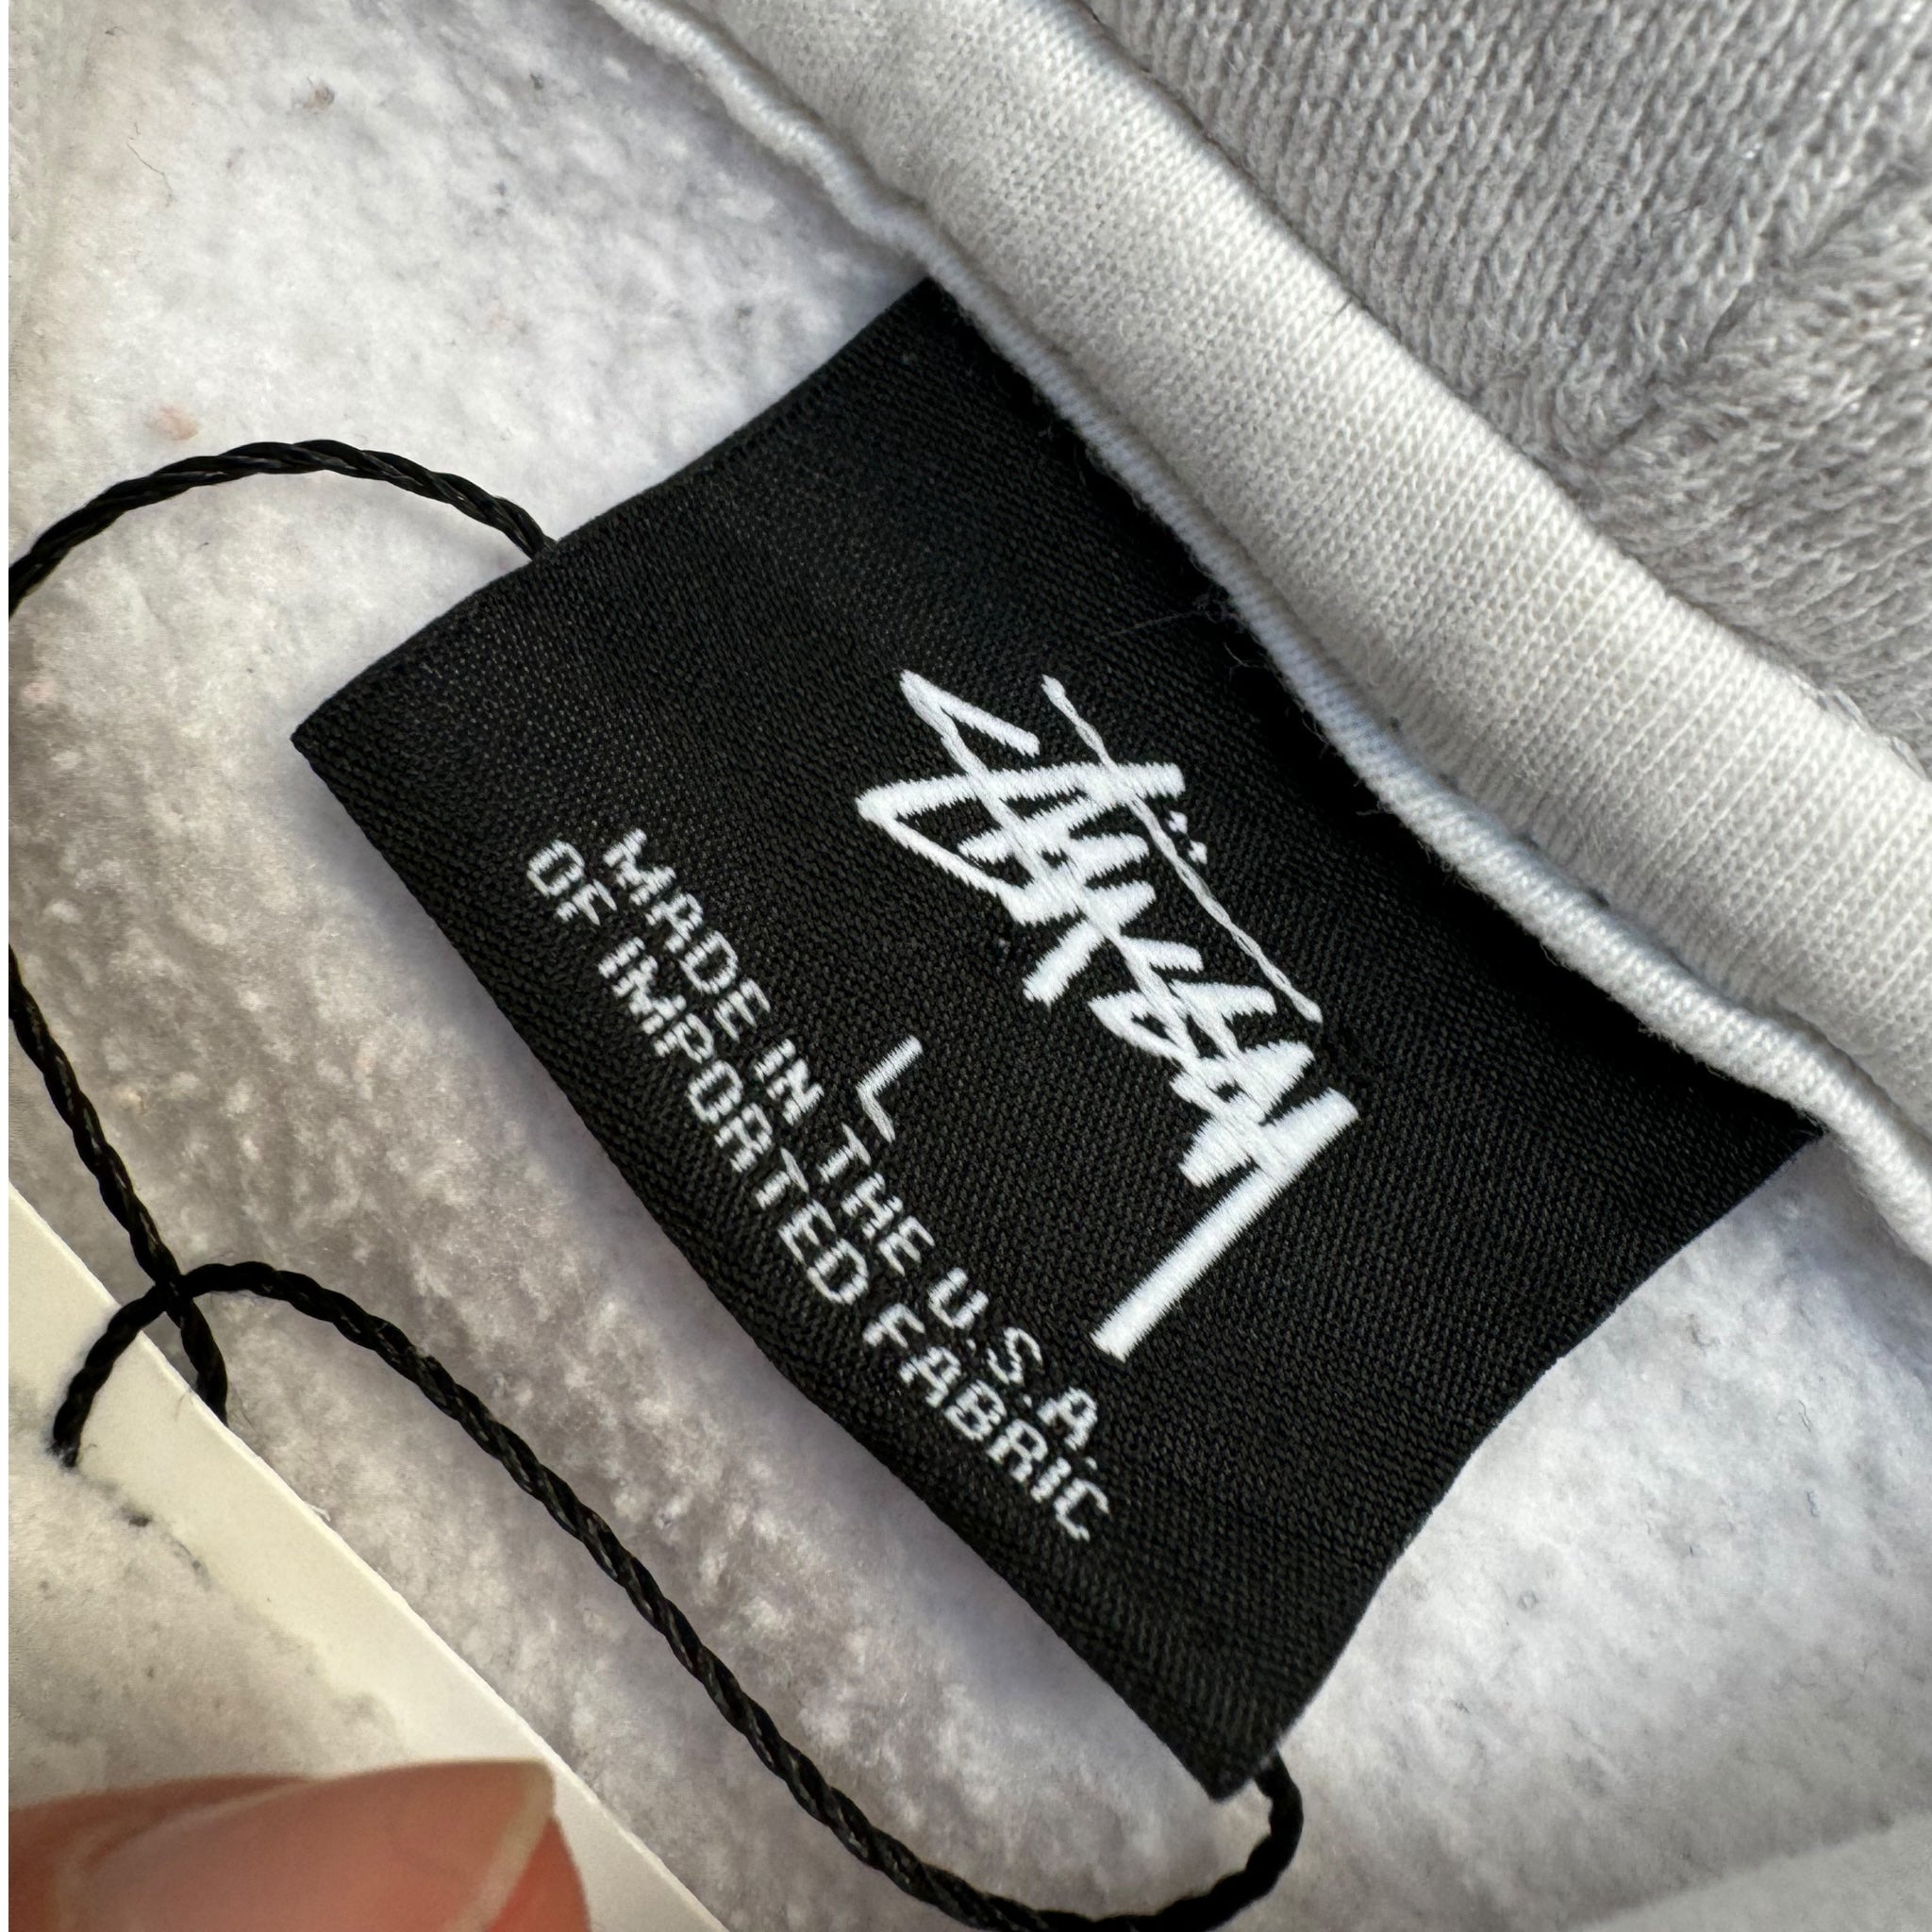 Stüssy
L
MADE IN THE U.S.A.
OF IMPORTED FABRIC